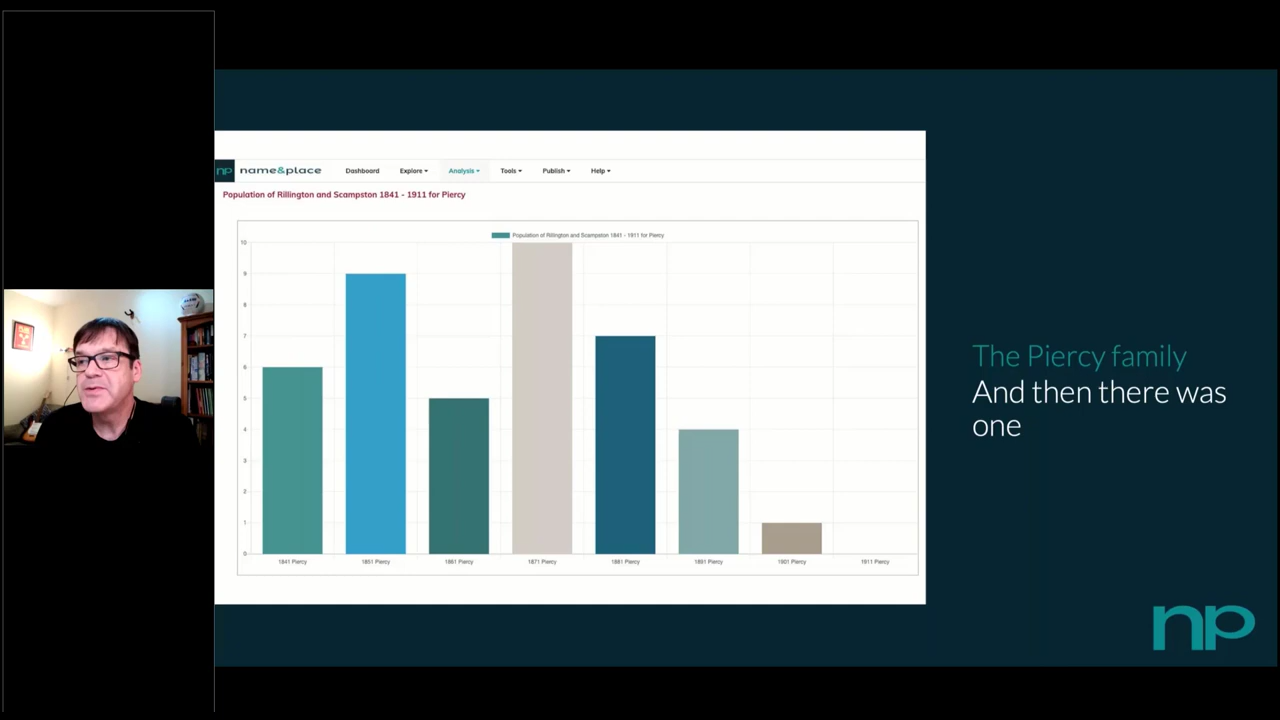 np name&place Dashboard Explore Analysis Tools Publish Help
Population of Rillington and Scampston 1841 - 1911 for Piercy
Population of Rillington and Scampston 1841 - 1911 for Piercy
10
9
8
7
6
5
4
3
2
1
0
1841 Piercy 1851 Piercy 1861 Piercy 1871 Piercy 1881 Piercy 1891 Piercy 1901 Piercy 1911 Piercy
The Piercy family
And then there was
one
np